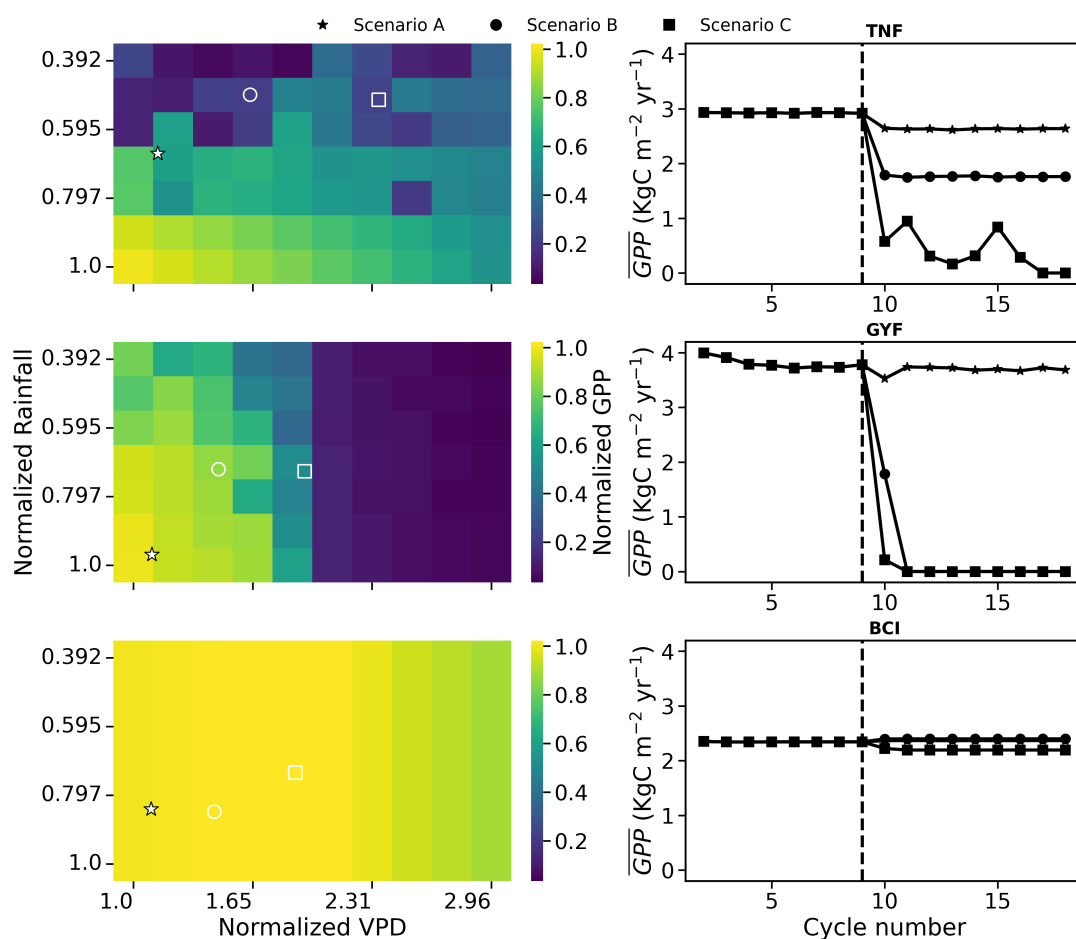 Scenario A Scenario B Scenario C
TNF
0.392
0.595
0.797
1.0
1.0
0.8
0.6
0.4
0.2
4
3
2
1
0
GPP (KgC m−2 yr−1)
5 10 15
GYF
Normalized Rainfall
0.392
0.595
0.797
1.0
1.0
0.8
0.6
0.4
0.2
Normalized GPP
4
3
2
1
0
GPP (KgC m−2 yr−1)
5 10 15
BCI
0.392
0.595
0.797
1.0
1.0 1.65 2.31 2.96
Normalized VPD
1.0
0.8
0.6
0.4
0.2
4
3
2
1
0
GPP (KgC m−2 yr−1)
5 10 15
Cycle number